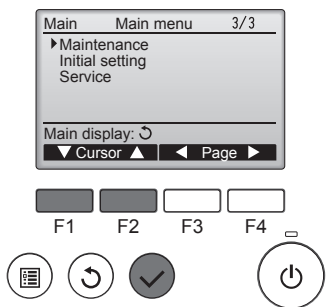 Main Main menu 3/3
Maintenance
Initial setting
Service
Main display:
Cursor Page
F1 F2 F3 F4